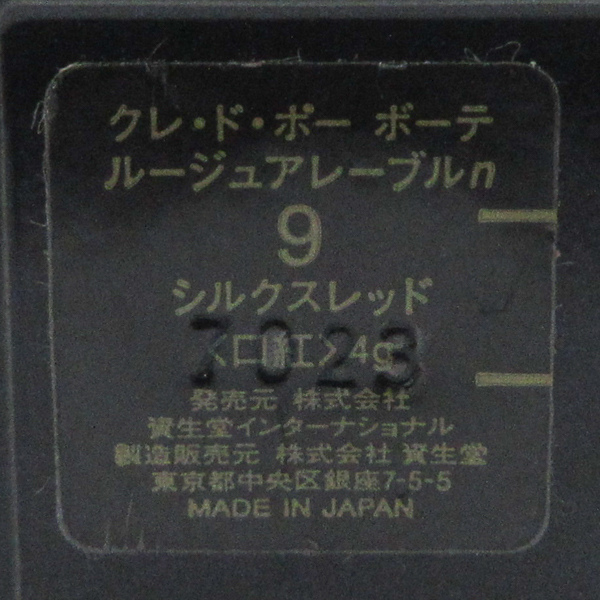 クレ・ド・ポー ボーテ
ルージュアレーブルn
9
シルクスレッド
〈口紅〉4g
7023
発売元 株式会社
資生堂インターナショナル
製造販売元 株式会社 資生堂
東京都中央区銀座7-5-5
MADE IN JAPAN